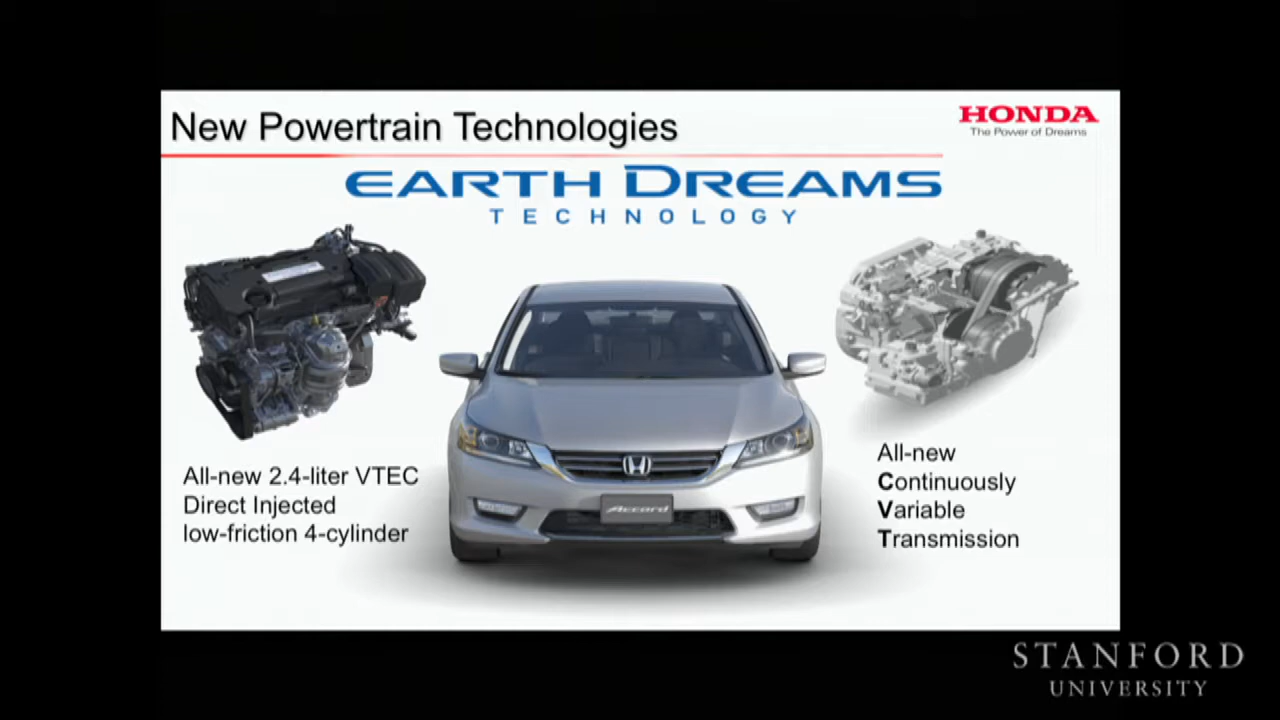 New Powertrain Technologies
HONDA
The Power of Dreams
EARTH DREAMS
TECHNOLOGY
All-new 2.4-liter VTEC
Direct Injected
low-friction 4-cylinder
Accord
All-new
Continuously
Variable
Transmission
STANFORD
UNIVERSITY